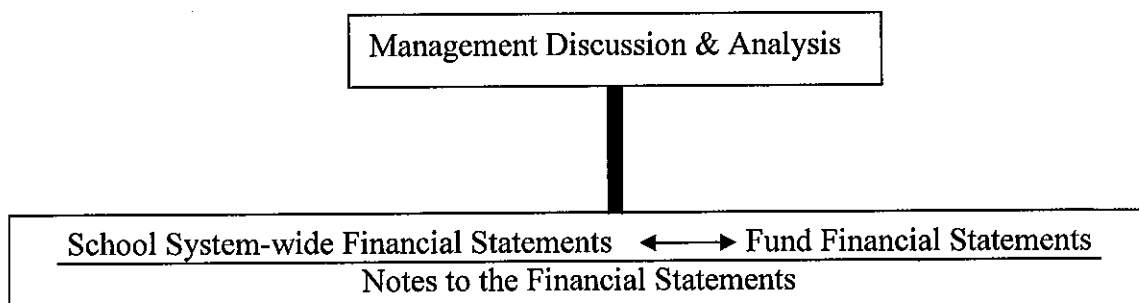 Management Discussion & Analysis
School System-wide Financial Statements ⟷ Fund Financial Statements
Notes to the Financial Statements